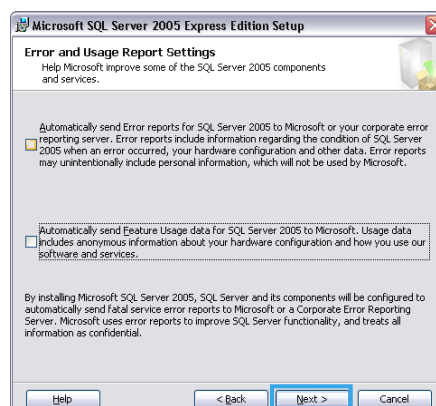 Microsoft SQL Server 2005 Express Edition Setup
Error and Usage Report Settings
Help Microsoft improve some of the SQL Server 2005 components
and services.
Automatically send Error reports for SQL Server 2005 to Microsoft or your corporate error
reporting server. Error reports include information regarding the condition of SQL Server
2005 when an error occurred, your hardware configuration and other data. Error reports
may unintentionally include personal information, which will not be used by Microsoft.
Automatically send Feature Usage data for SQL Server 2005 to Microsoft. Usage data
includes anonymous information about your hardware configuration and how you use our
software and services.
By installing Microsoft SQL Server 2005, SQL Server and its components will be configured to
automatically send fatal service error reports to Microsoft or a Corporate Error Reporting
Server. Microsoft uses error reports to improve SQL Server functionality, and treats all
information as confidential.
Help
< Back
Next >
Cancel